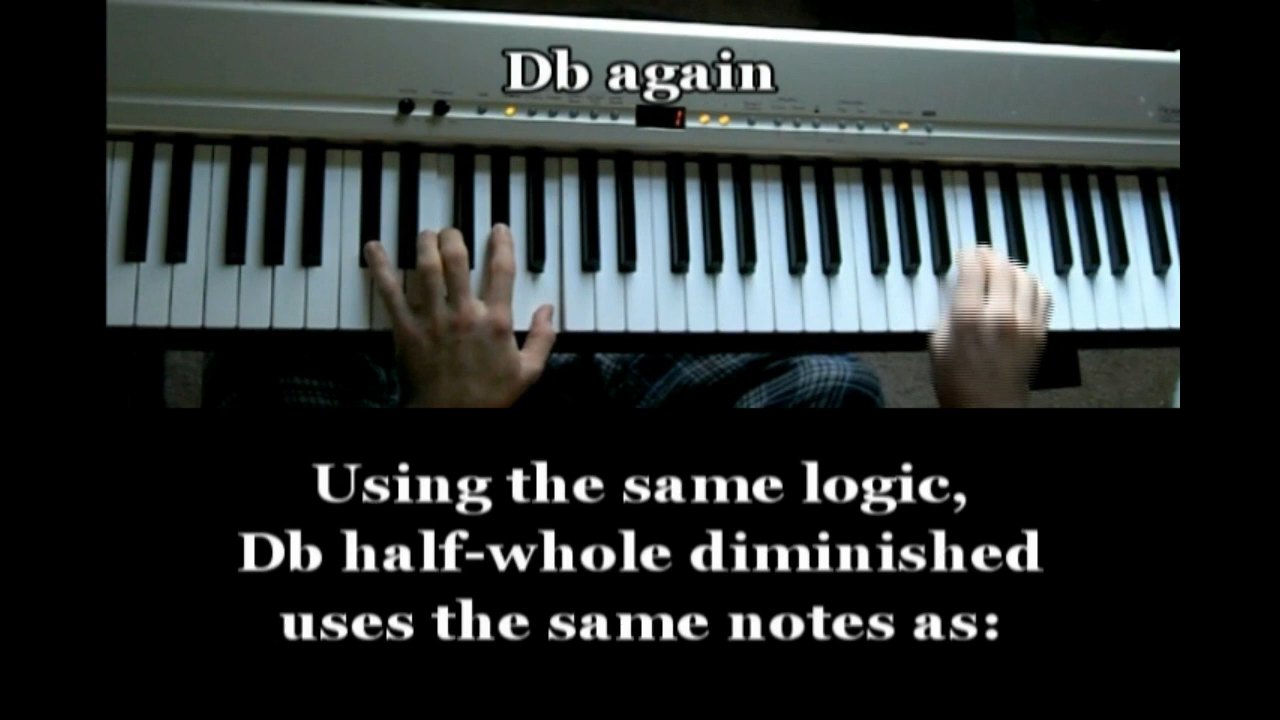 Db again
Using the same logic,
Db half-whole diminished
uses the same notes as: